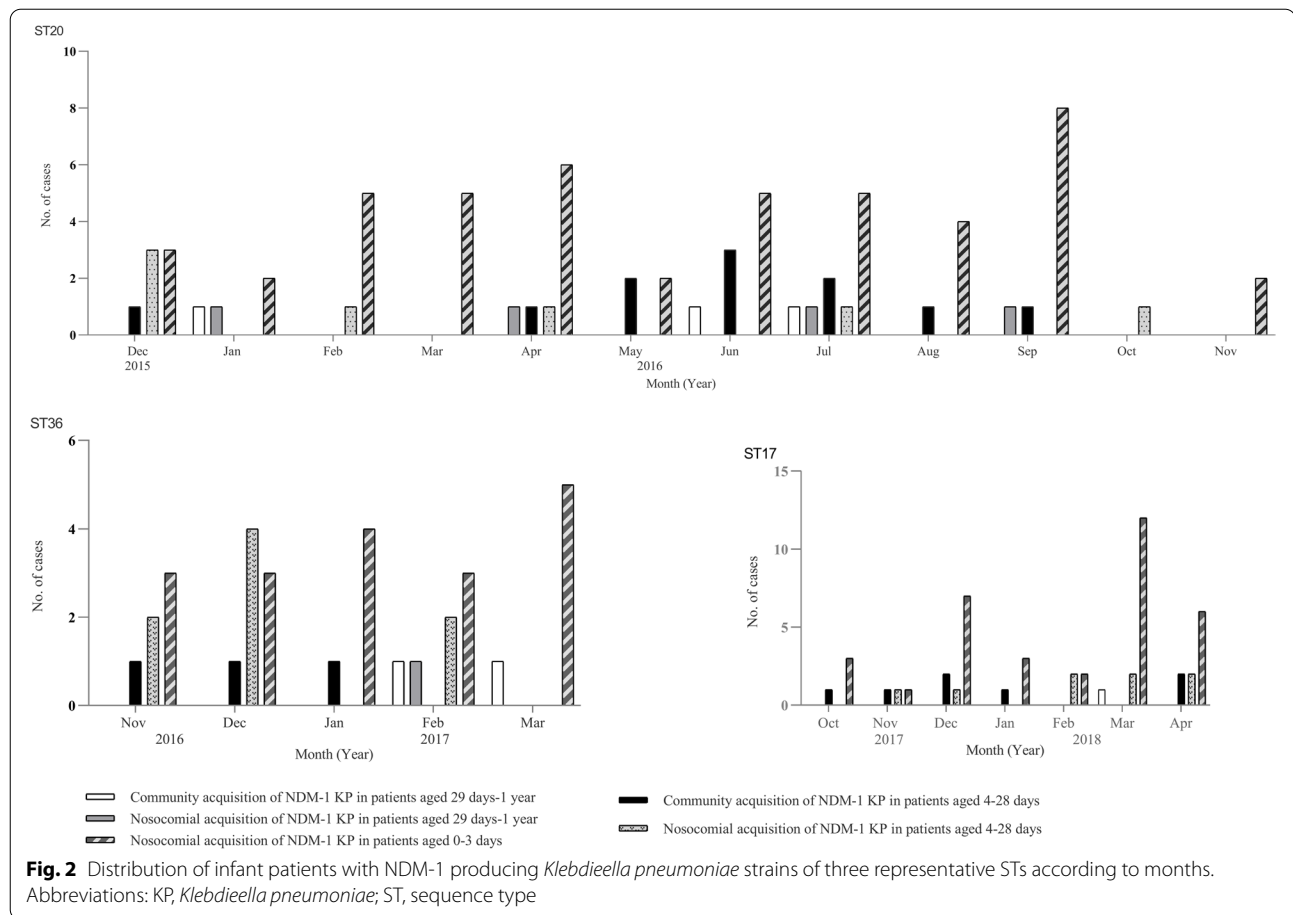 ST20
10
8
6
4
2
0
No. of cases
Dec Jan Feb Mar Apr May Jun Jul Aug Sep Oct Nov
2015 2016
Month (Year)
ST36
6
4
2
0
No. of cases
Nov Dec Jan Feb Mar
2016 2017
Month (Year)
ST17
15
10
5
0
No. of cases
Oct Nov Dec Jan Feb Mar Apr
2017 2018
Month (Year)
Community acquisition of NDM-1 KP in patients aged 29 days-1 year
Nosocomial acquisition of NDM-1 KP in patients aged 29 days-1 year
Nosocomial acquisition of NDM-1 KP in patients aged 0-3 days
Community acquisition of NDM-1 KP in patients aged 4-28 days
Nosocomial acquisition of NDM-1 KP in patients aged 4-28 days
Fig. 2 Distribution of infant patients with NDM-1 producing Klebdieella pneumoniae strains of three representative STs according to months.
Abbreviations: KP, Klebdieella pneumoniae; ST, sequence type